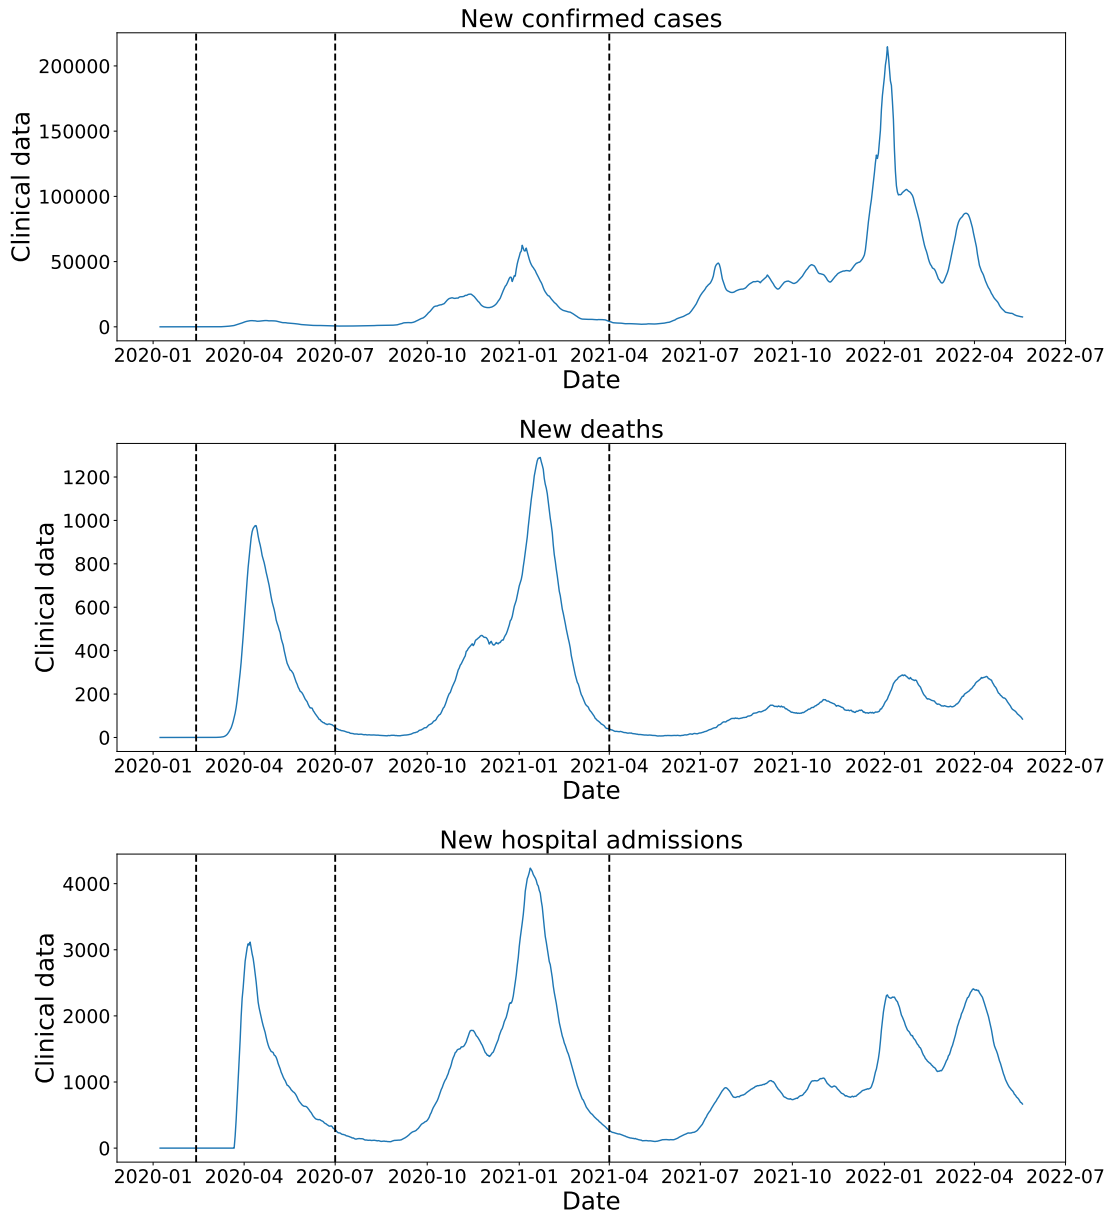 New confirmed cases
Clinical data
200000
150000
100000
50000
0
2020-01 2020-04 2020-07 2020-10 2021-01 2021-04 2021-07 2021-10 2022-01 2022-04 2022-07
Date
New deaths
Clinical data
1200
1000
800
600
400
200
0
2020-01 2020-04 2020-07 2020-10 2021-01 2021-04 2021-07 2021-10 2022-01 2022-04 2022-07
Date
New hospital admissions
Clinical data
4000
3000
2000
1000
0
2020-01 2020-04 2020-07 2020-10 2021-01 2021-04 2021-07 2021-10 2022-01 2022-04 2022-07
Date